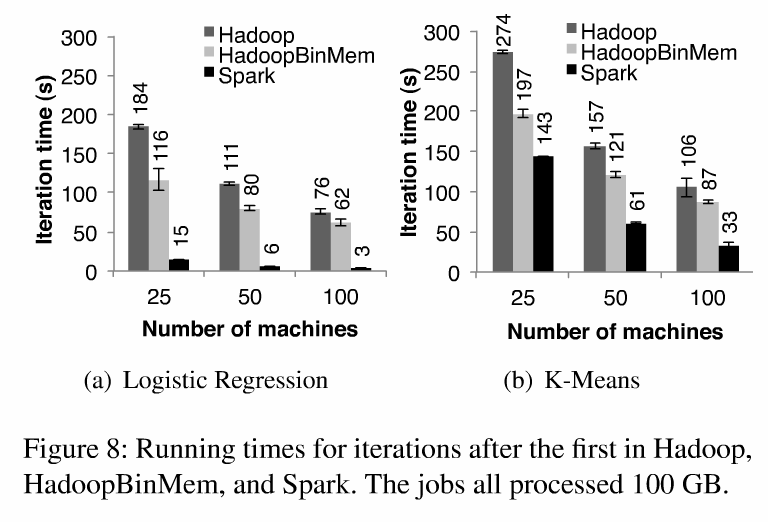 300
250
200
150
100
50
0
Iteration time (s)
Hadoop
HadoopBinMem
Spark
184
116
15
111
80
6
76
62
3
25 50 100
Number of machines
(a) Logistic Regression
300
250
200
150
100
50
0
Iteration time (s)
Hadoop
HadoopBinMem
Spark
274
197
143
157
121
61
106
87
33
25 50 100
Number of machines
(b) K-Means
Figure 8: Running times for iterations after the first in Hadoop,
HadoopBinMem, and Spark. The jobs all processed 100 GB.